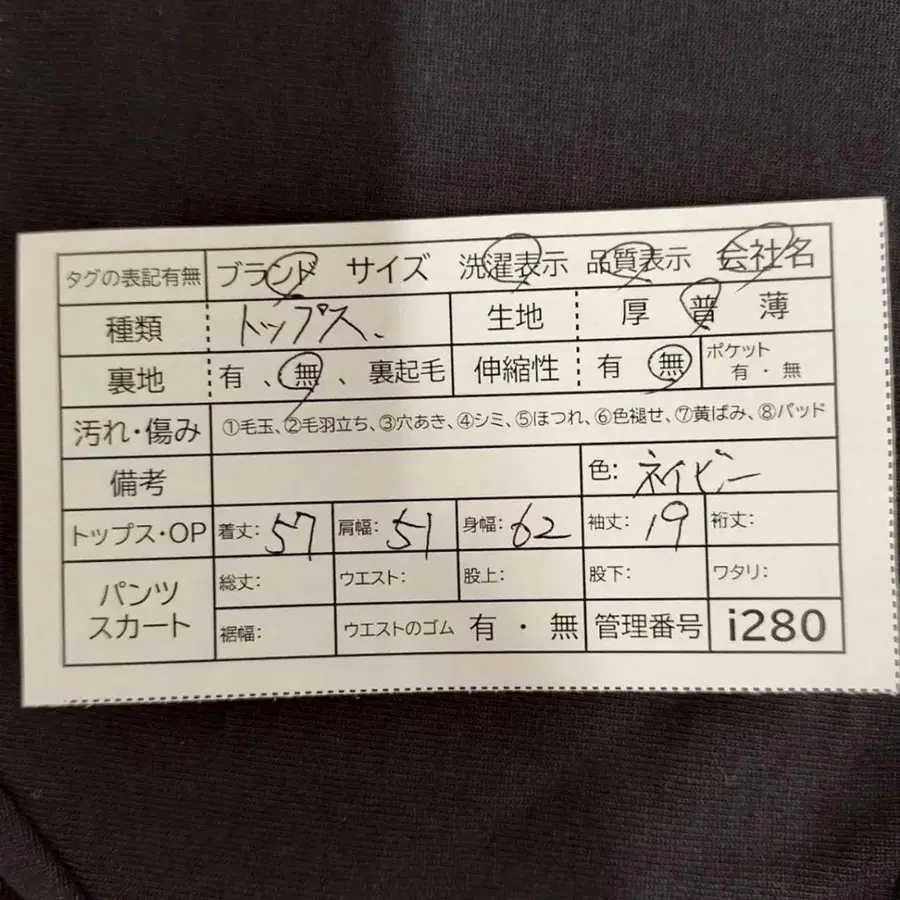 タグの表記有無 ブランド サイズ 洗濯表示 品質表示 会社名
種類 トップス、 生地 厚 普 薄
裏地 有、無、裏起毛 伸縮性 有 無 ポケット 有・無
汚れ・傷み ①毛玉、②毛羽立ち、③穴あき、④シミ、⑤ほつれ、⑥色褪せ、⑦黄ばみ、⑧パッド
備考 色: ネイビー
トップス・OP 着丈: 57 肩幅: 51 身幅: 62 袖丈: 19 裄丈:
パンツ スカート 総丈: ウエスト: 股上: 股下: ワタリ:
裾幅: ウエストのゴム 有・無 管理番号 i280